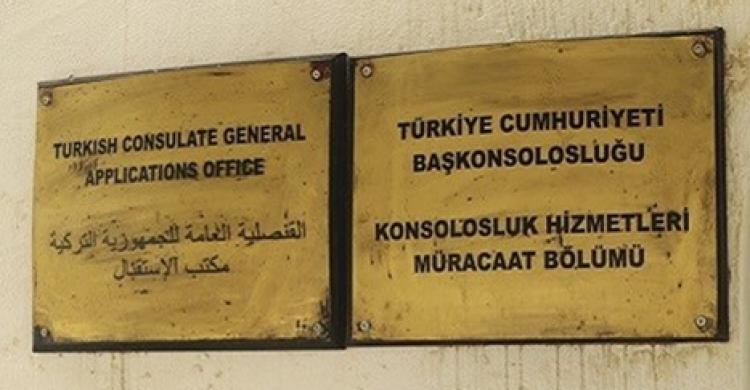 TURKISH CONSULATE GENERAL
APPLICATIONS OFFICE
القنصلية العامة للجمهورية التركية
مكتب الإستقبال
TÜRKİYE CUMHURİYETİ
BAŞKONSOLOSLUĞU
KONSOLOSLUK HİZMETLERİ
MÜRACAAT BÖLÜMÜ